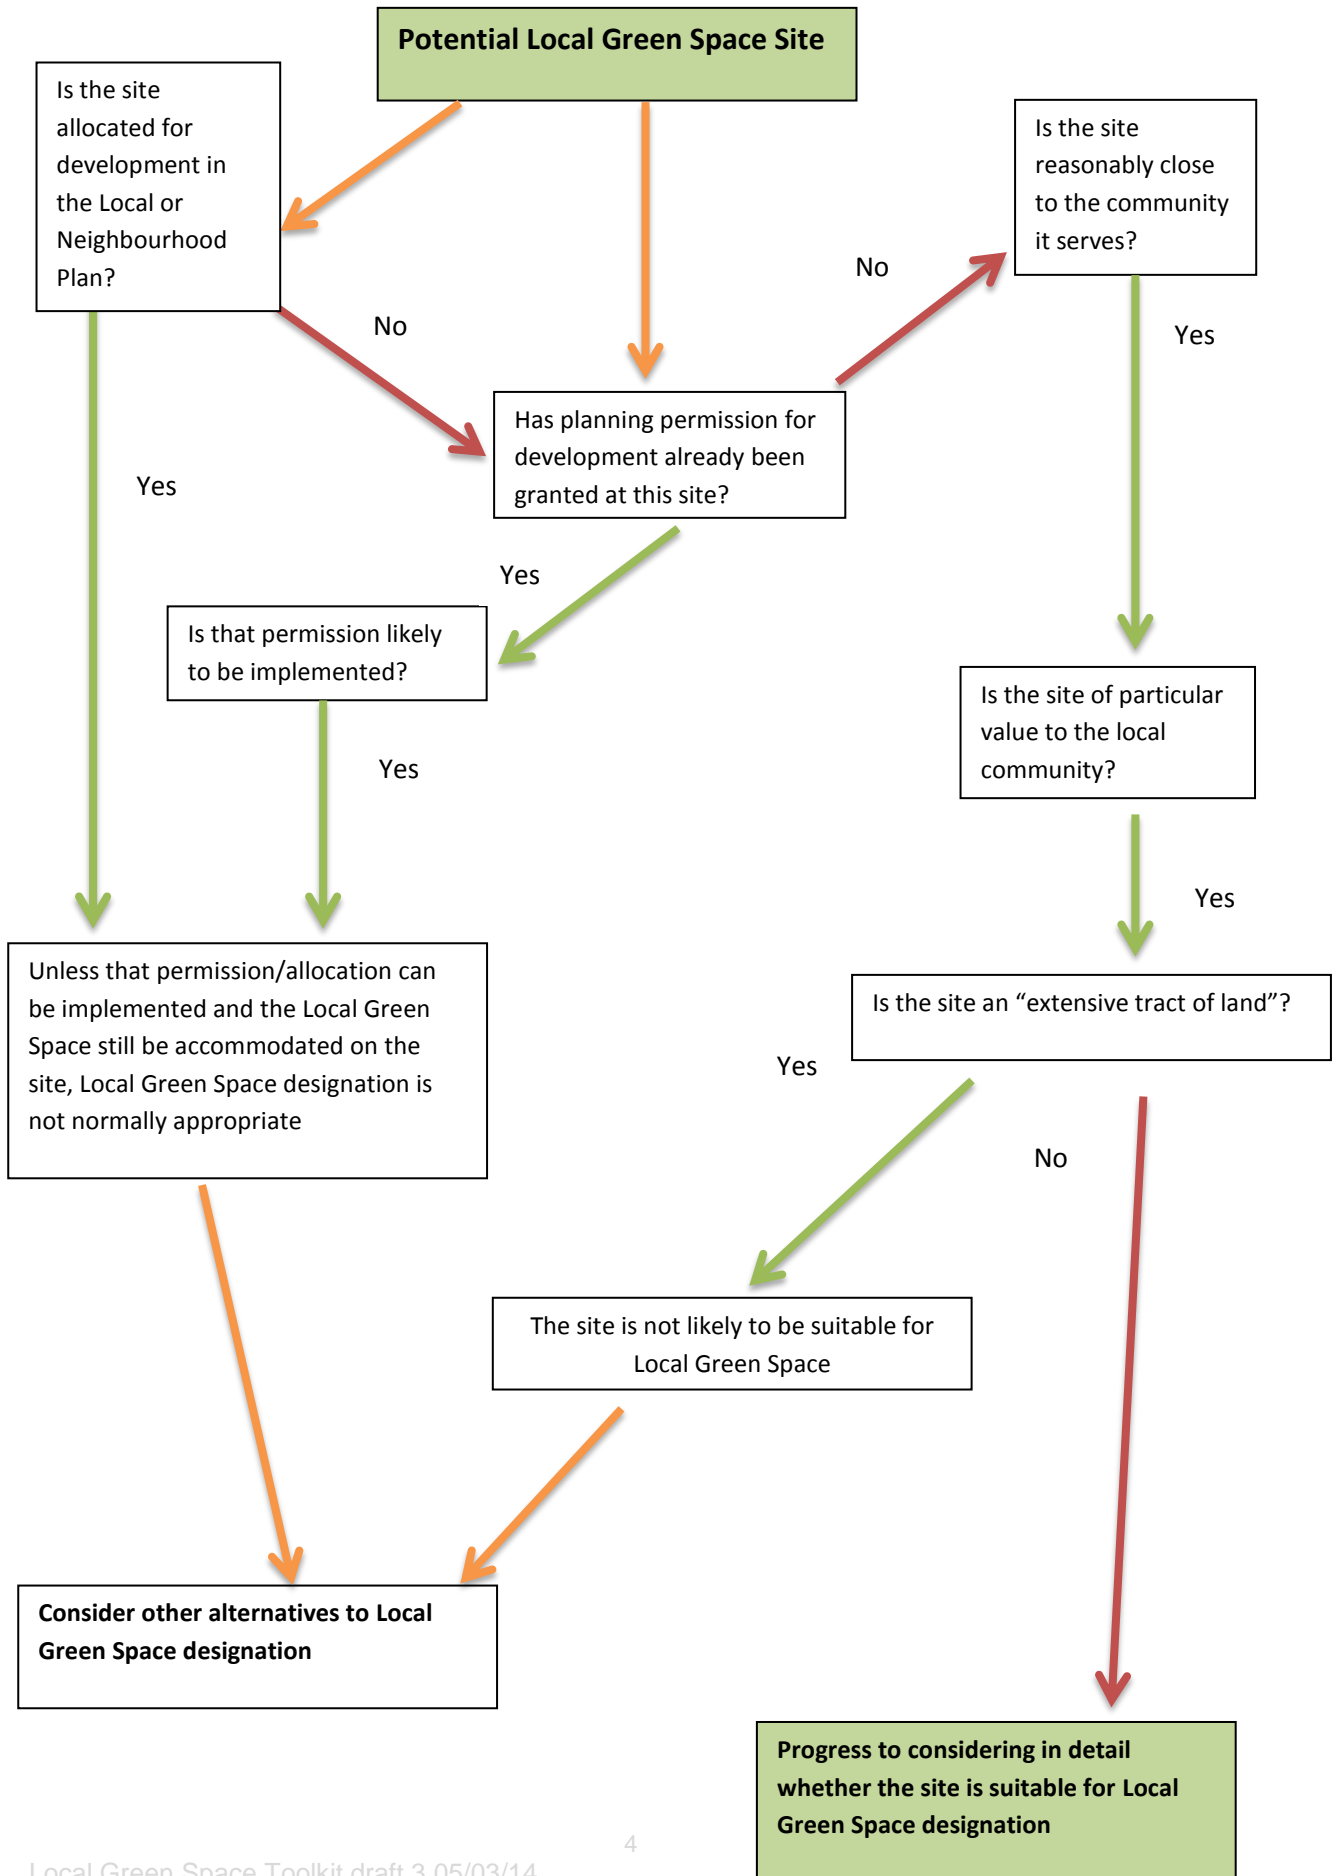 Potential Local Green Space Site
Is the site
allocated for
development in
the Local or
Neighbourhood
Plan?
Is the site
reasonably close
to the community
it serves?
No
No
Yes
Has planning permission for
development already been
granted at this site?
Yes
Yes
Is that permission likely
to be implemented?
Is the site of particular
value to the local
community?
Yes
Yes
Unless that permission/allocation can
be implemented and the Local Green
Space still be accommodated on the
site, Local Green Space designation is
not normally appropriate
Is the site an “extensive tract of land”?
Yes
No
The site is not likely to be suitable for
Local Green Space
Consider other alternatives to Local
Green Space designation
Progress to considering in detail
whether the site is suitable for Local
Green Space designation
4
Local Green Space Toolkit draft 3 05/03/14